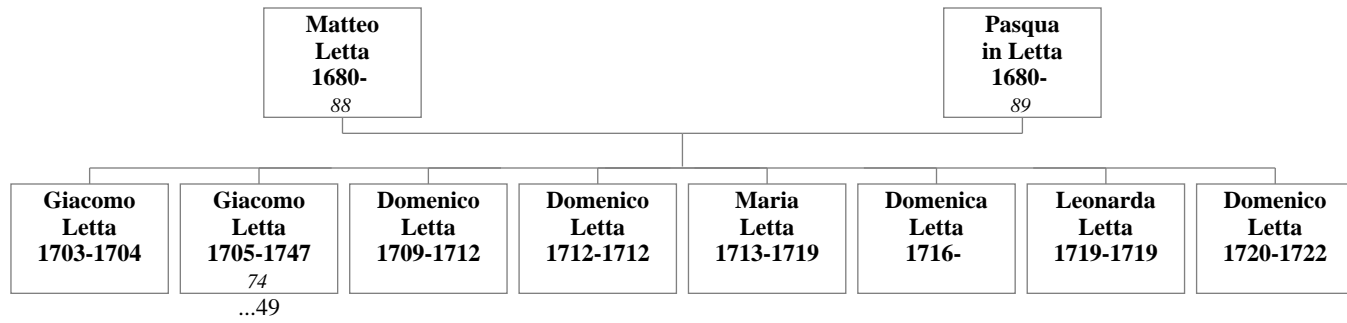 Matteo
Letta
1680-
88
Pasqua
in Letta
1680-
89
Giacomo
Letta
1703-1704
Giacomo
Letta
1705-1747
74
...49
Domenico
Letta
1709-1712
Domenico
Letta
1712-1712
Maria
Letta
1713-1719
Domenica
Letta
1716-
Leonarda
Letta
1719-1719
Domenico
Letta
1720-1722